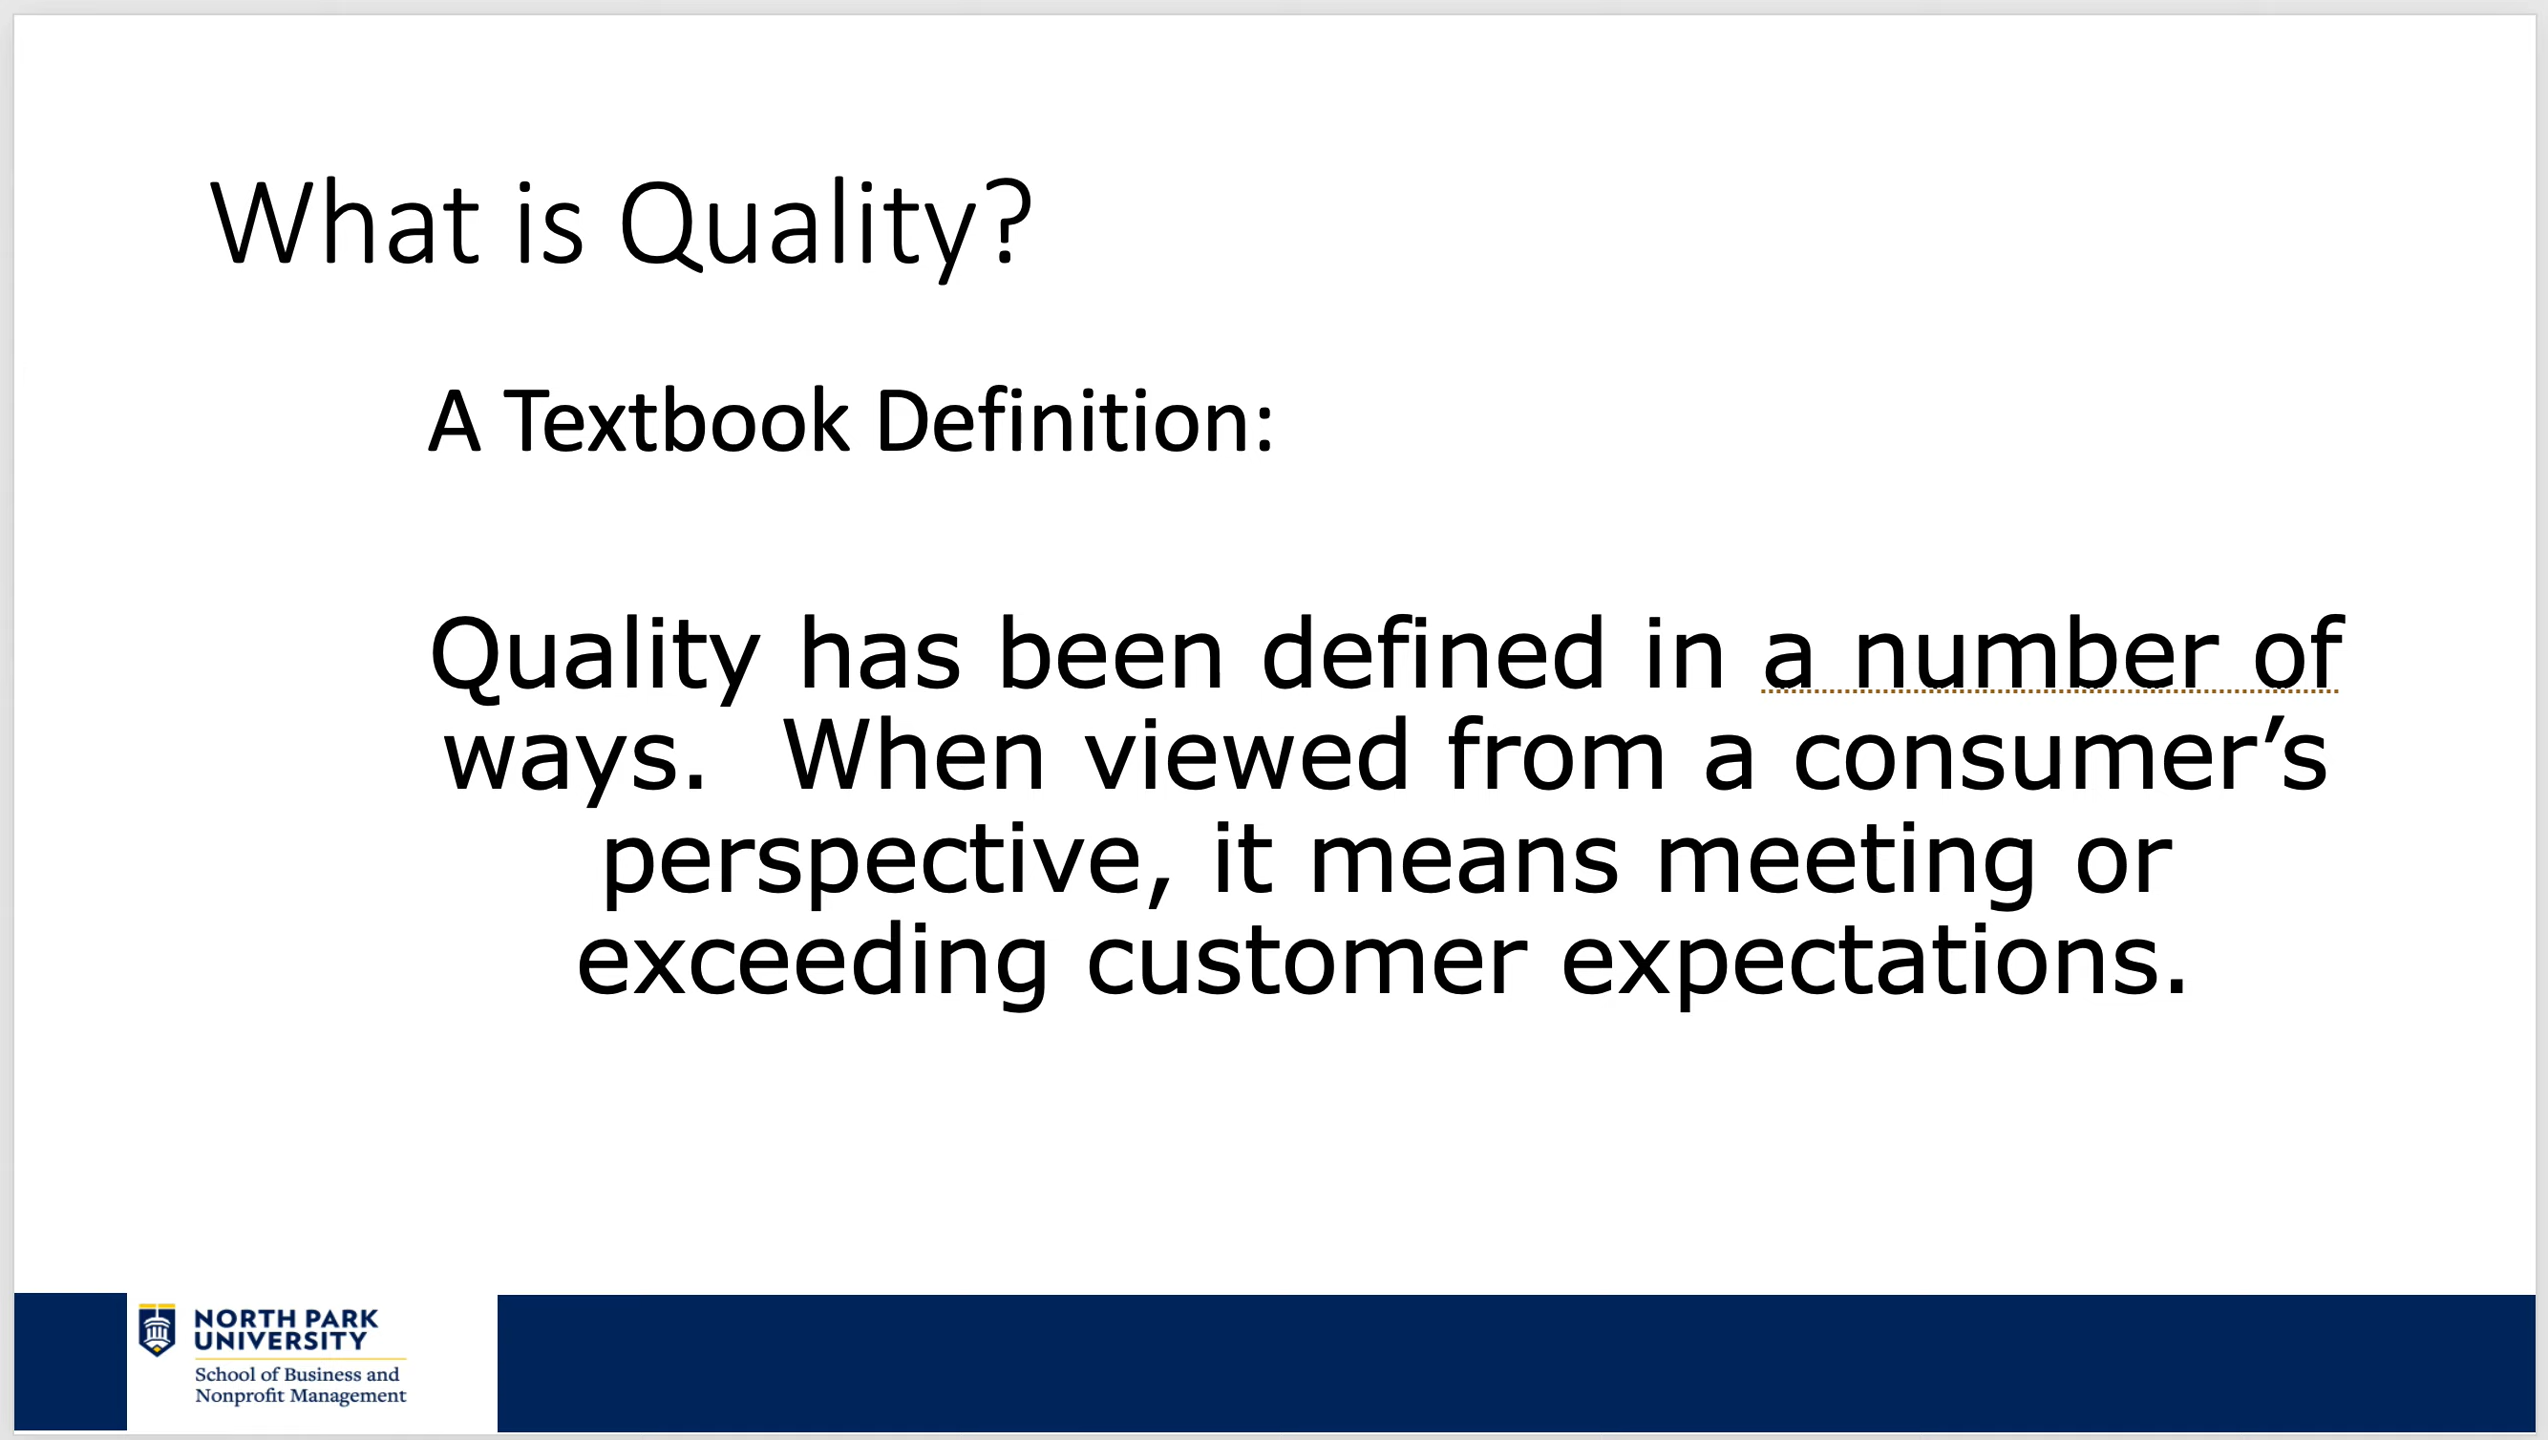 What is Quality?
A Textbook Definition:
Quality has been defined in a number of
ways.  When viewed from a consumer’s
perspective, it means meeting or
exceeding customer expectations.
NORTH PARK
UNIVERSITY
School of Business and
Nonprofit Management